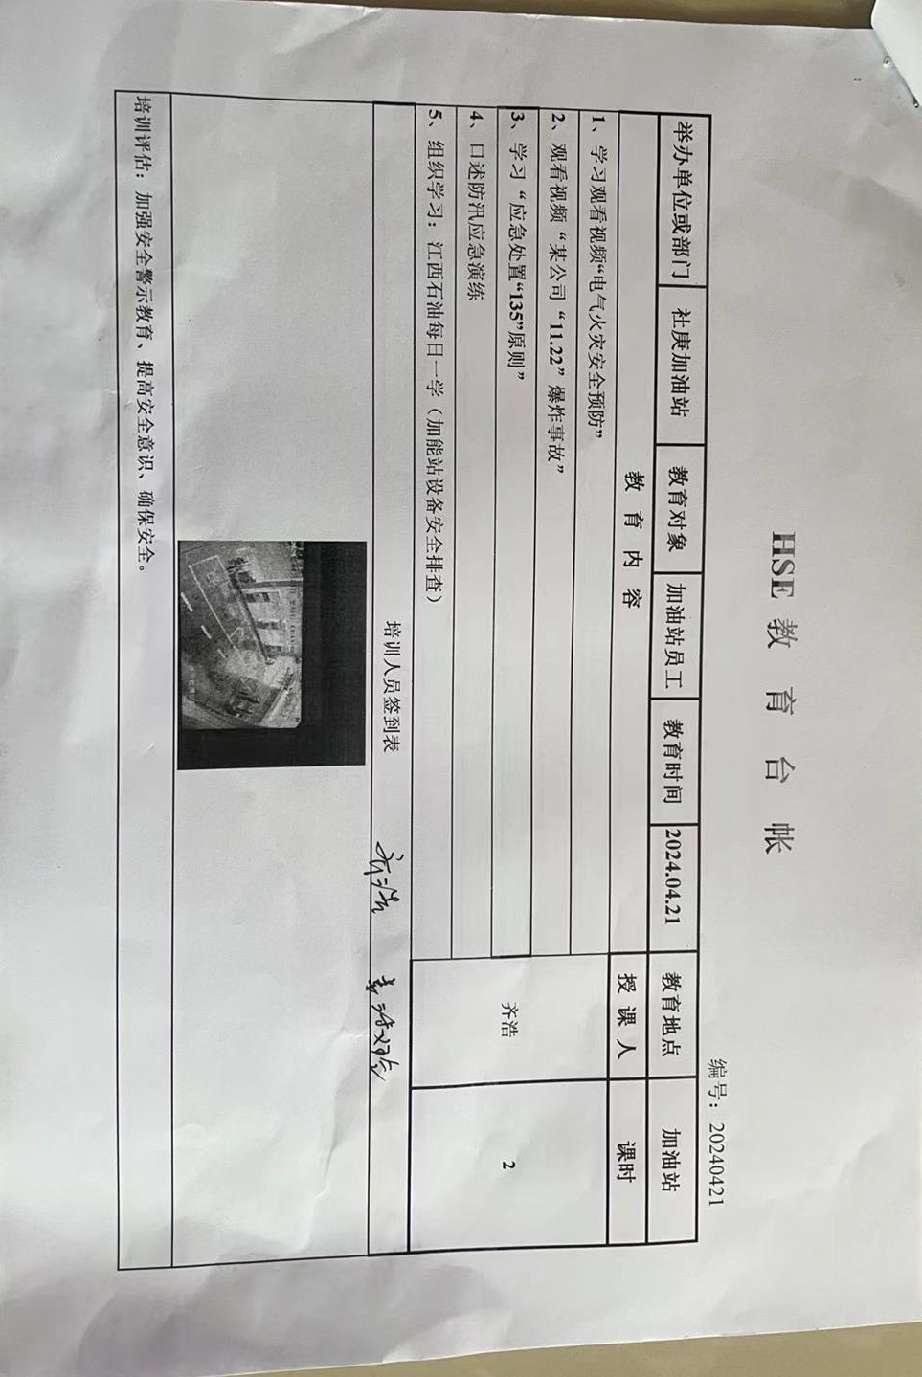 HSE 教 育 台 帐
编号：20240421
举办单位或部门 社庚加油站 教育对象 加油站员工 教育时间 2024.04.21 教育地点 加油站
教 育 内 容 授 课 人 课时
1、学习观看视频“电气火灾安全预防”
2、观看视频“某公司“11.22”爆炸事故”
3、学习“应急处置“135”原则”
4、口述防汛应急演练
5、组织学习：江西石油每日一学（加能站设备安全排查）
齐浩 2
培训人员签到表 齐浩
培训评估：加强安全警示教育、提高安全意识、确保安全。